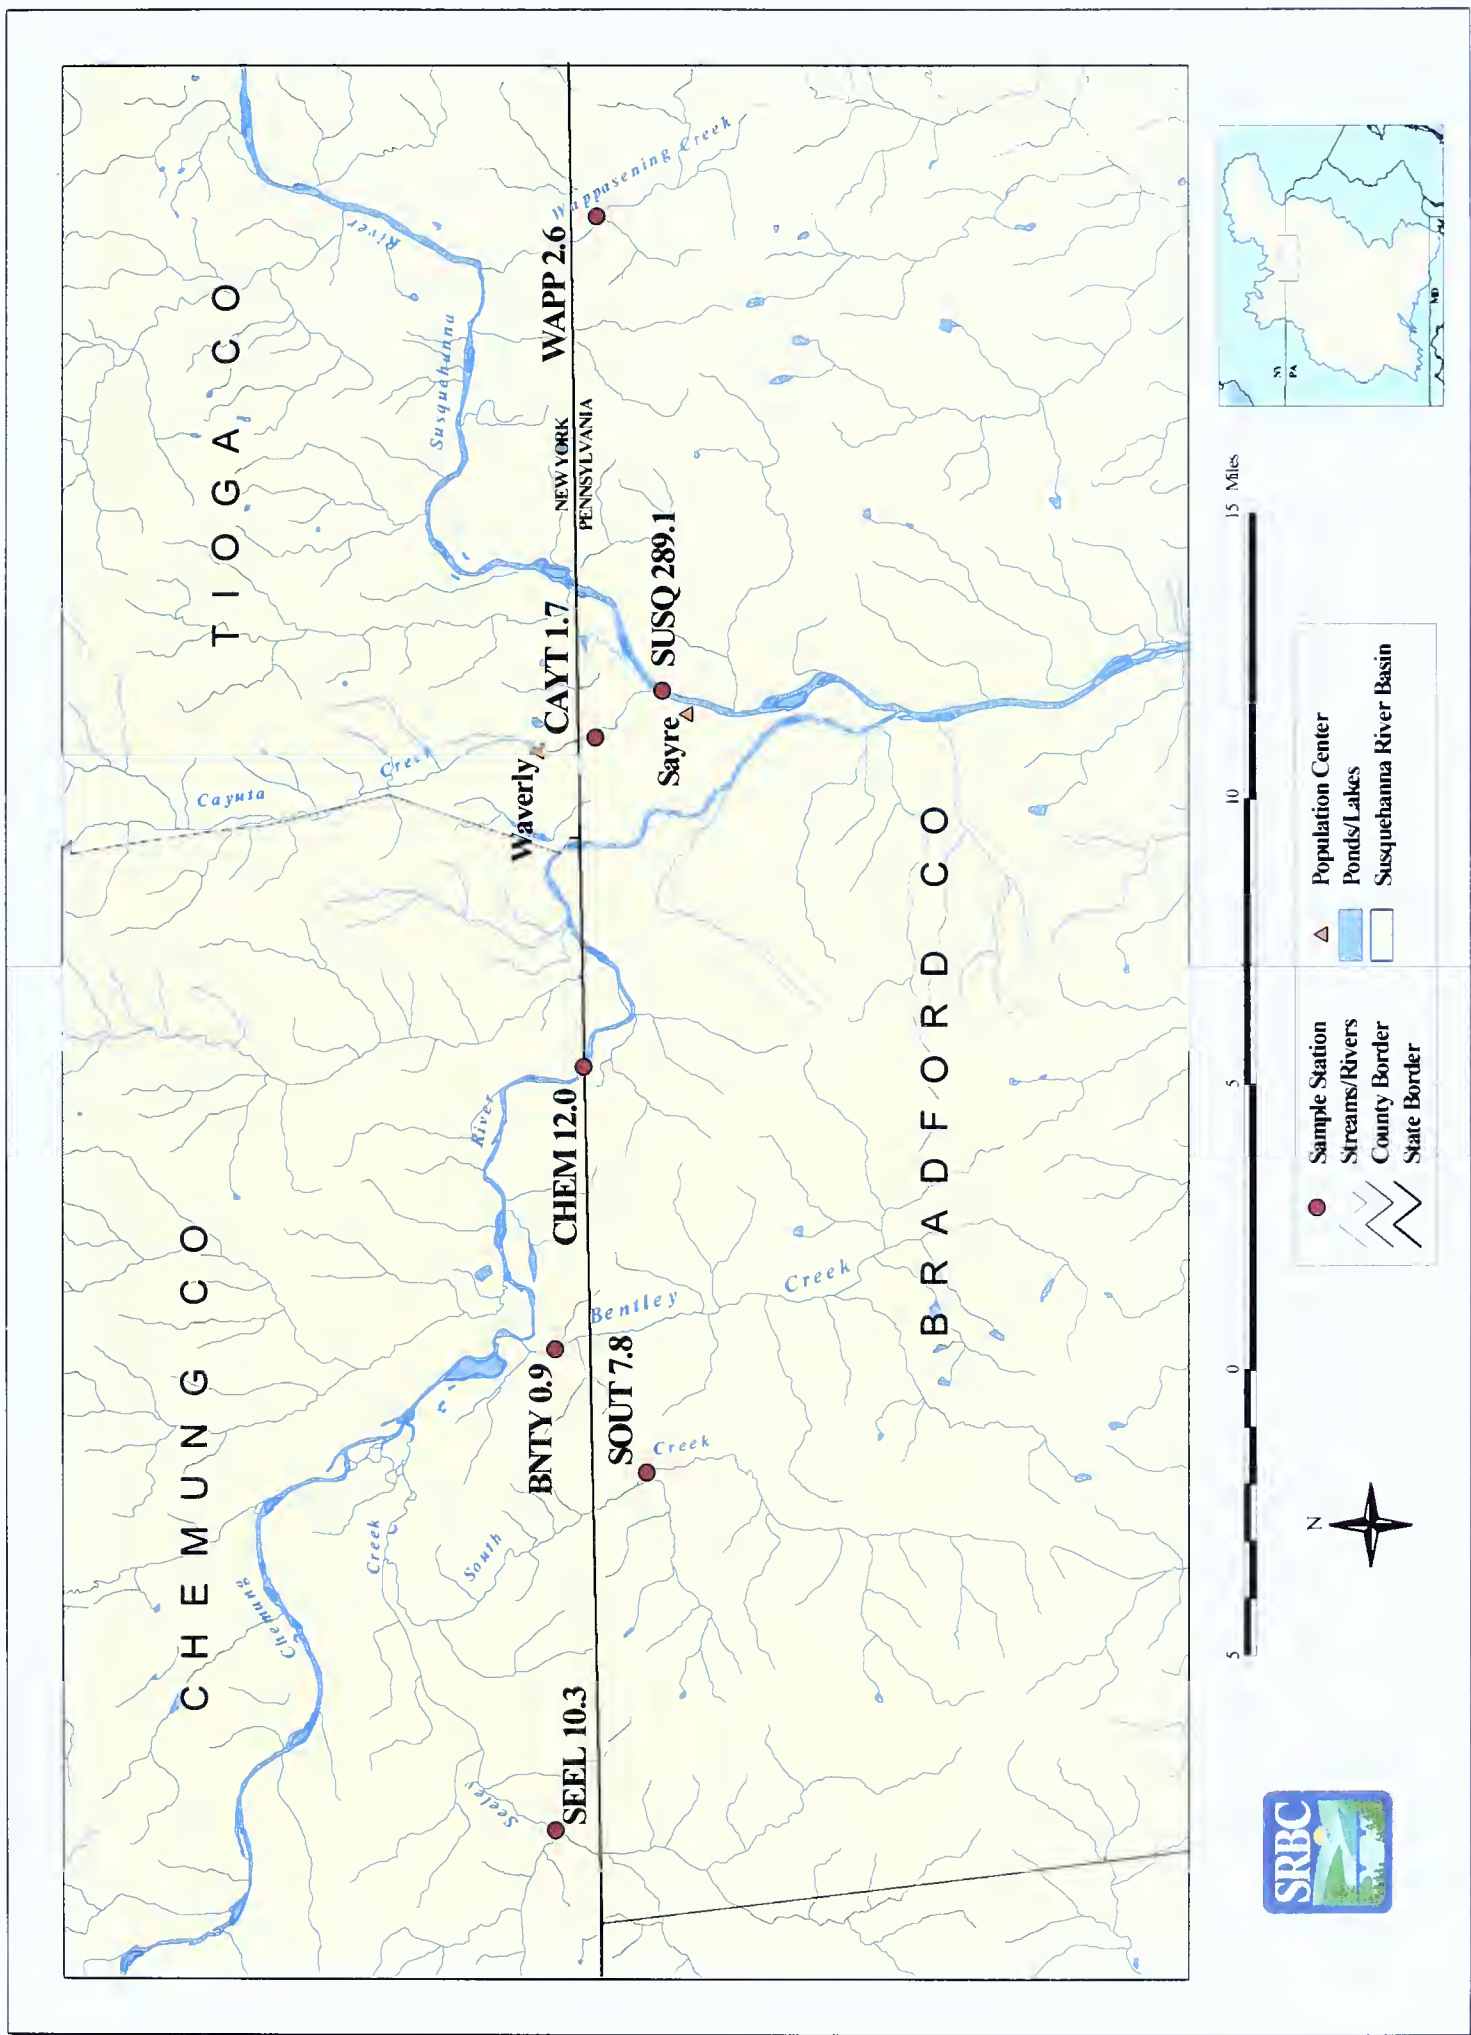 CHEMUNG CO
TIOGA CO
Chemung
River
Susquehanna
River
Cayuta
Creek
Creek
South
Seeley
Waverly
CAYT 1.7
WAPP 2.6
Wappasening Creek
SEEL 10.3
BNTY 0.9
CHEM 12.0
NEW YORK
PENNSYLVANIA
SOUT 7.8
Creek
Bentley
Creek
Sayre
SUSQ 289.1
BRADFORD CO
5 0 5 10 15 Miles
SRBC
N
Sample Station
Streams/Rivers
County Border
State Border
Population Center
Ponds/Lakes
Susquehanna River Basin
NY
PA
MD